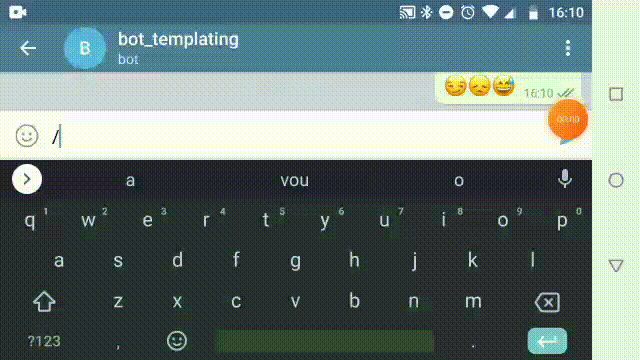 16:10
B
bot_templating
bot
😏😞😅 16:10
/
00:00
a vou o
q 1 w 2 e 3 r 4 t 5 y 6 u 7 i 8 o 9 p 0
a s d f g h j k l
z x c v b n m
?123 , .